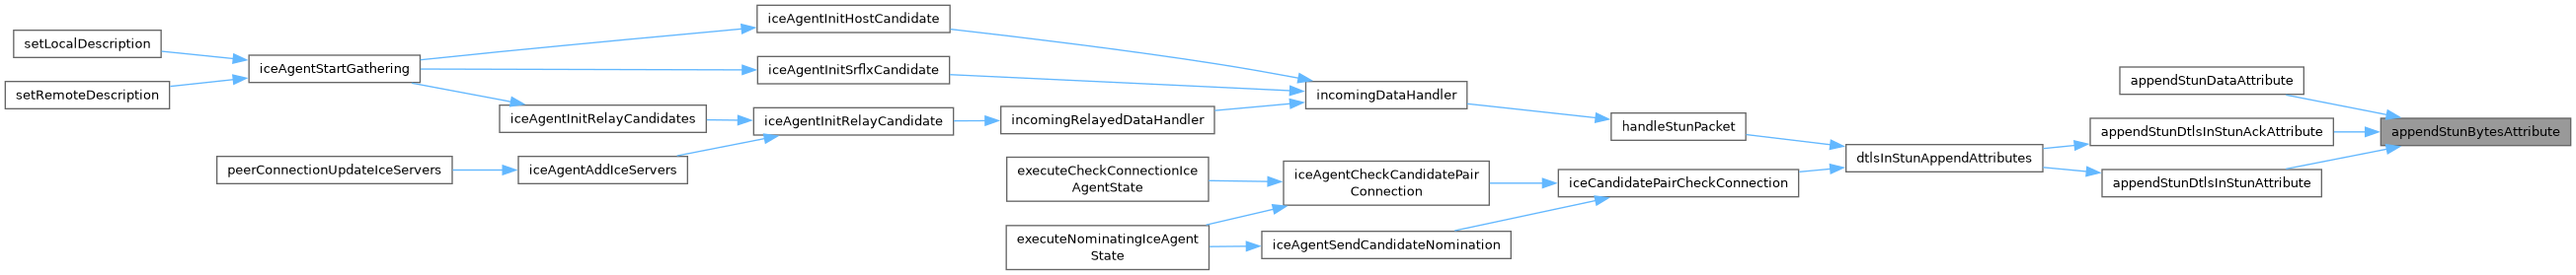 setLocalDescription
setRemoteDescription
iceAgentStartGathering
peerConnectionUpdateIceServers
iceAgentInitRelayCandidates
iceAgentAddIceServers
iceAgentInitHostCandidate
iceAgentInitSrflxCandidate
iceAgentInitRelayCandidate
incomingRelayedDataHandler
executeCheckConnectionIce
AgentState
executeNominatingIceAgent
State
incomingDataHandler
iceAgentCheckCandidatePair
Connection
iceAgentSendCandidateNomination
handleStunPacket
iceCandidatePairCheckConnection
dtlsInStunAppendAttributes
appendStunDataAttribute
appendStunDtlsInStunAckAttribute
appendStunDtlsInStunAttribute
appendStunBytesAttribute